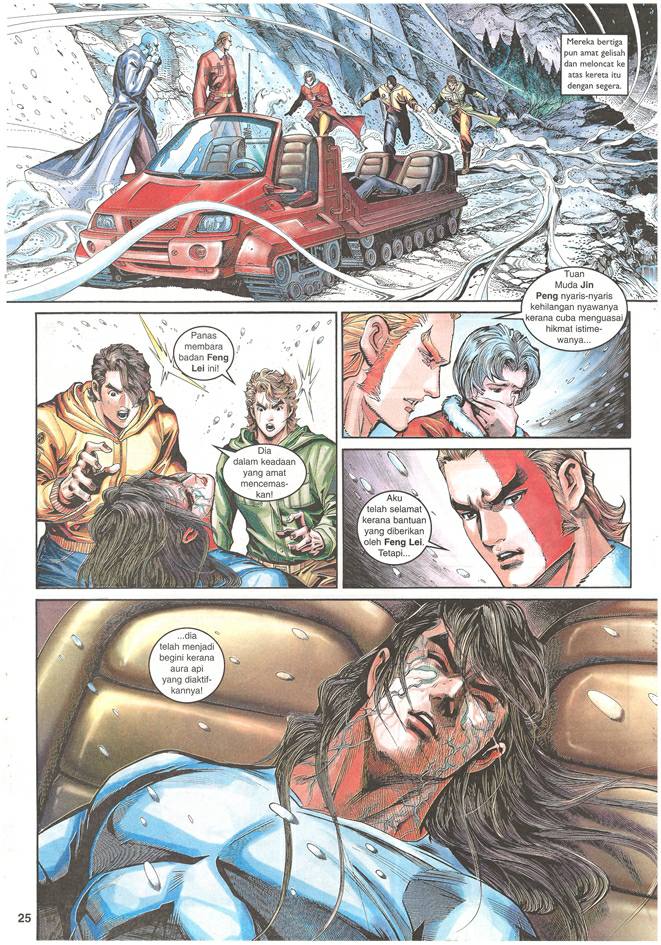 Mereka bertiga
pun amat gelisah
dan meloncat ke
atas kereta itu
dengan segera.
Tuan
Muda Jin
Peng nyaris-nyaris
kehilangan nyawanya
kerana cuba menguasai
hikmat istime-
wanya...
Panas
membara
badan Feng
Lei ini!
Dia
dalam keadaan
yang amat
mencemas-
kan!
Aku
telah selamat
kerana bantuan
yang diberikan
oleh Feng Lei.
Tetapi...
...dia
telah menjadi
begini kerana
aura api
yang diaktif-
kannya!
25